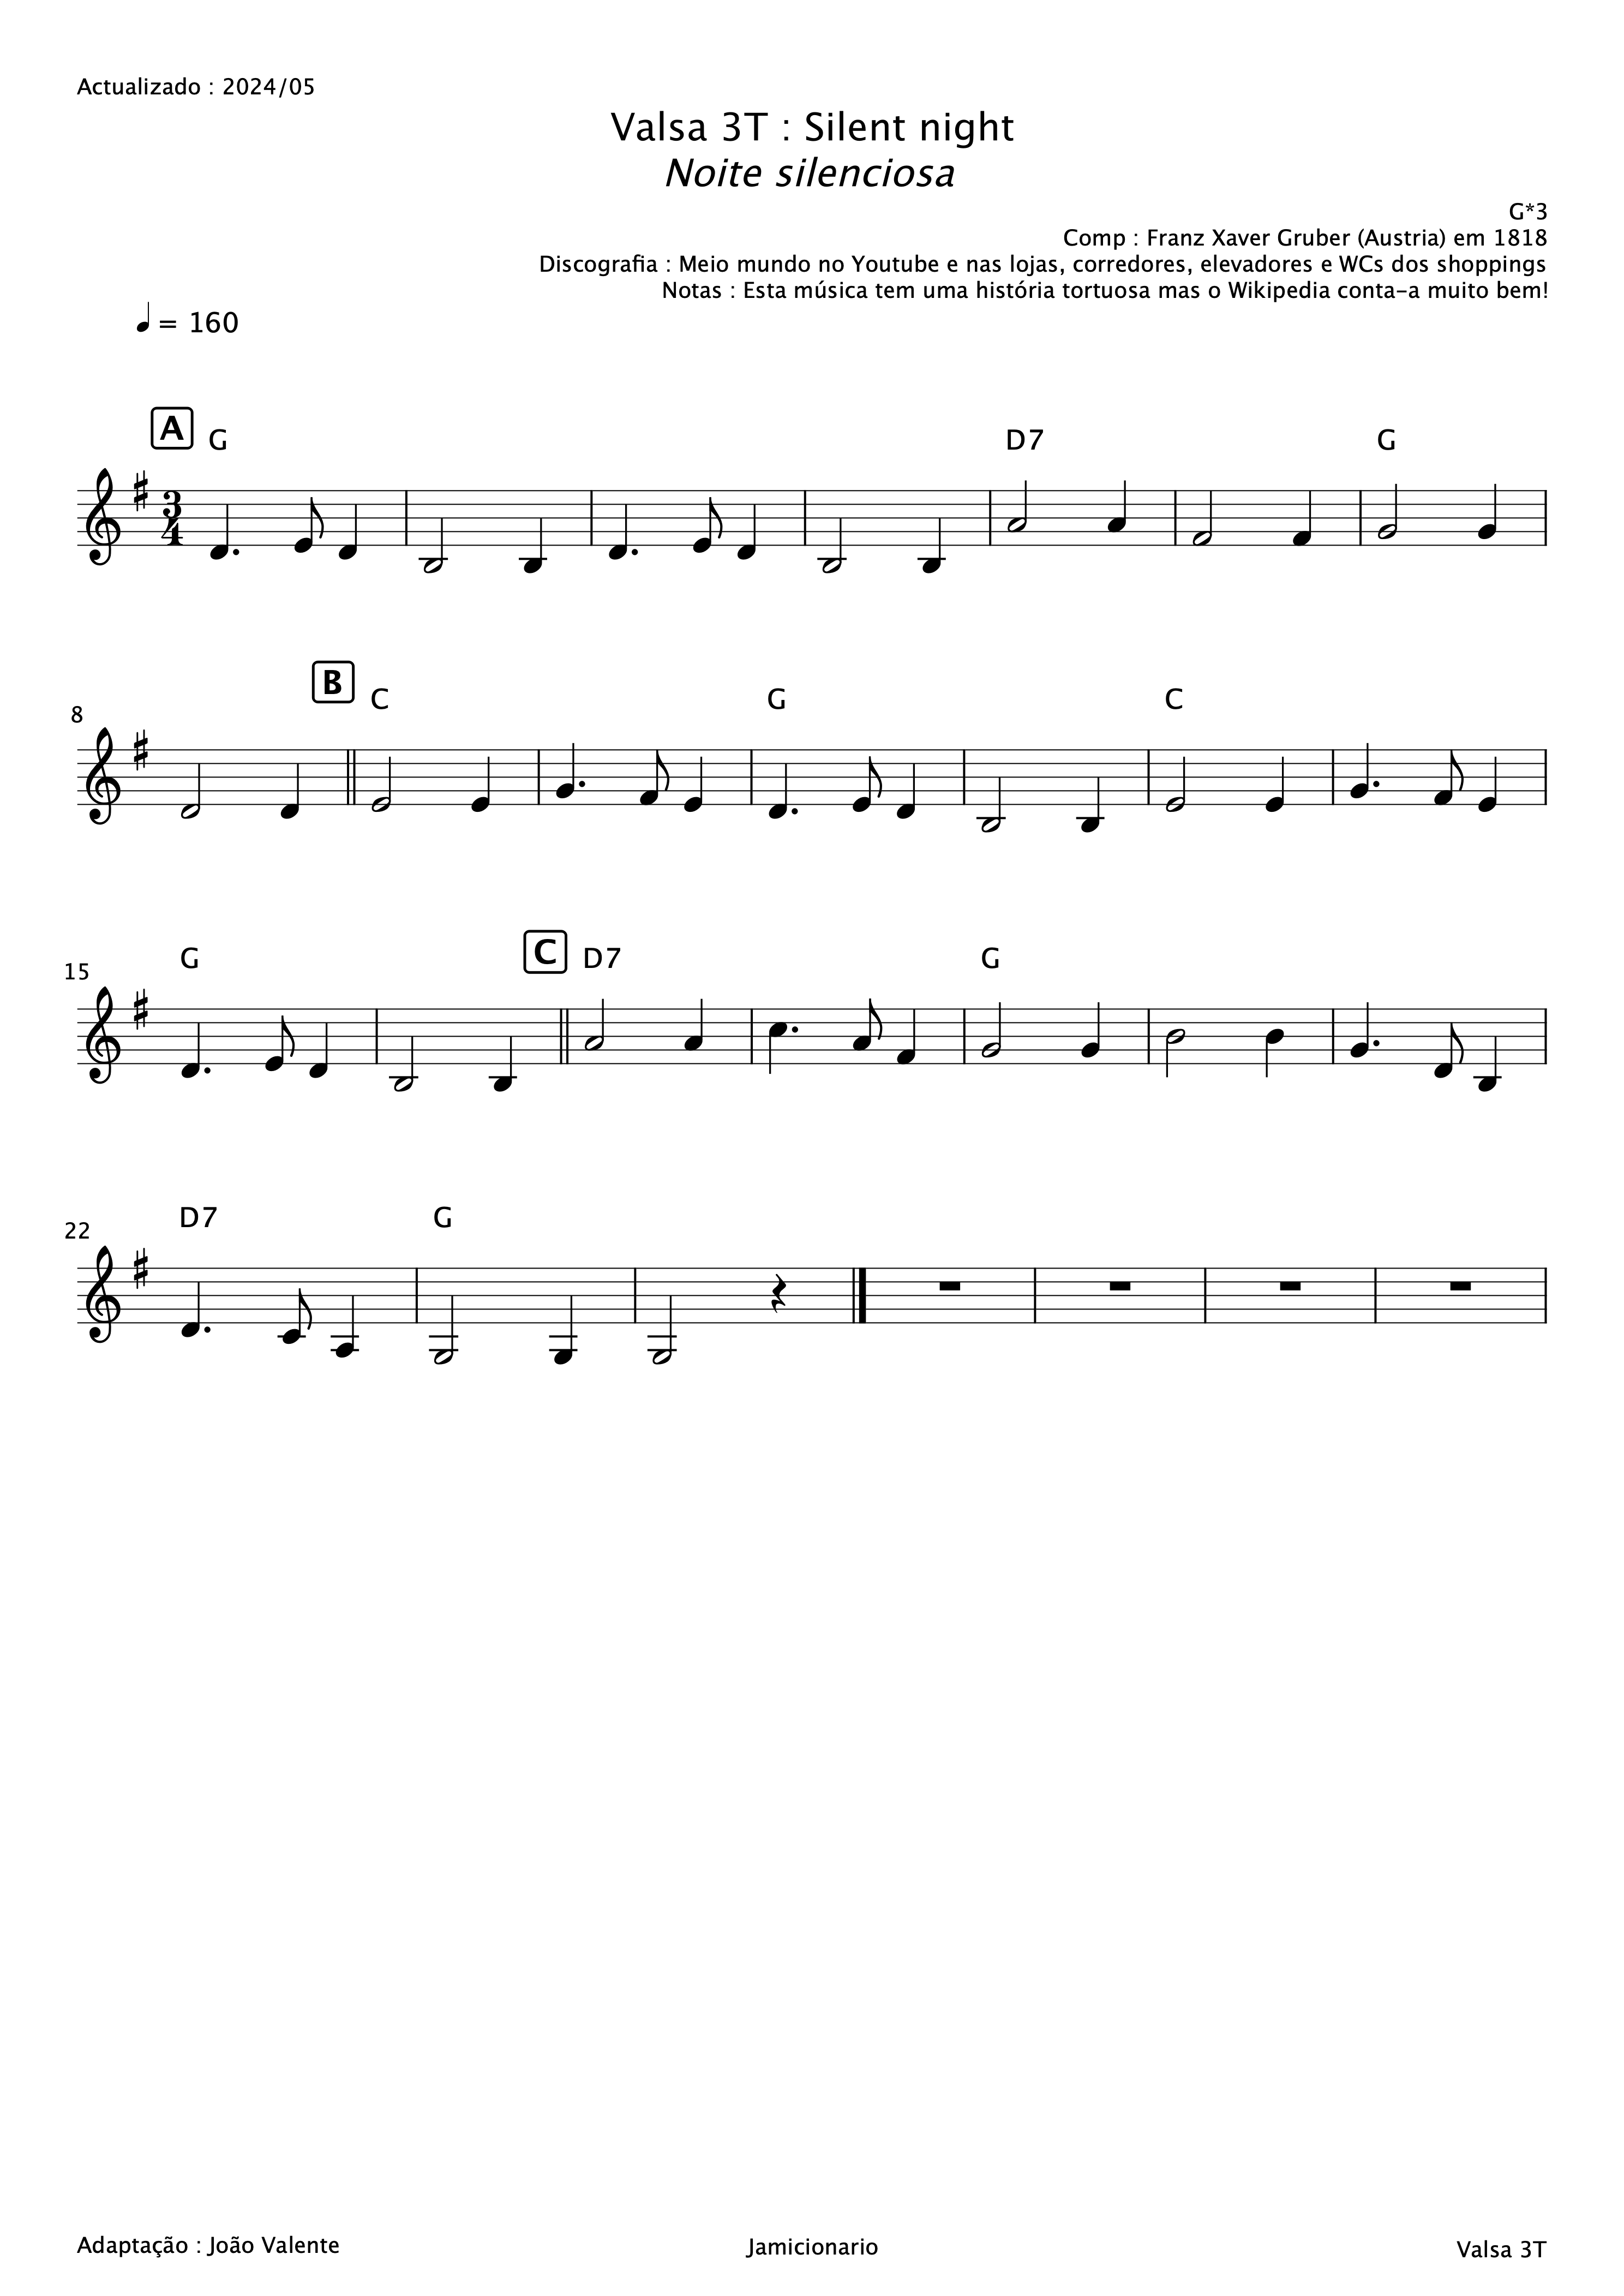 Actualizado : 2024/05
Valsa 3T : Silent night
Noite silenciosa
G*3
Comp : Franz Xaver Gruber (Austria) em 1818
Discografia : Meio mundo no Youtube e nas lojas, corredores, elevadores e WCs dos shoppings
Notas : Esta música tem uma história tortuosa mas o Wikipedia conta-a muito bem!
= 160
A G D7 G
3
4
8 B C G C
15 G C D7 G
22 D7 G
Adaptação : João Valente Jamicionario Valsa 3T